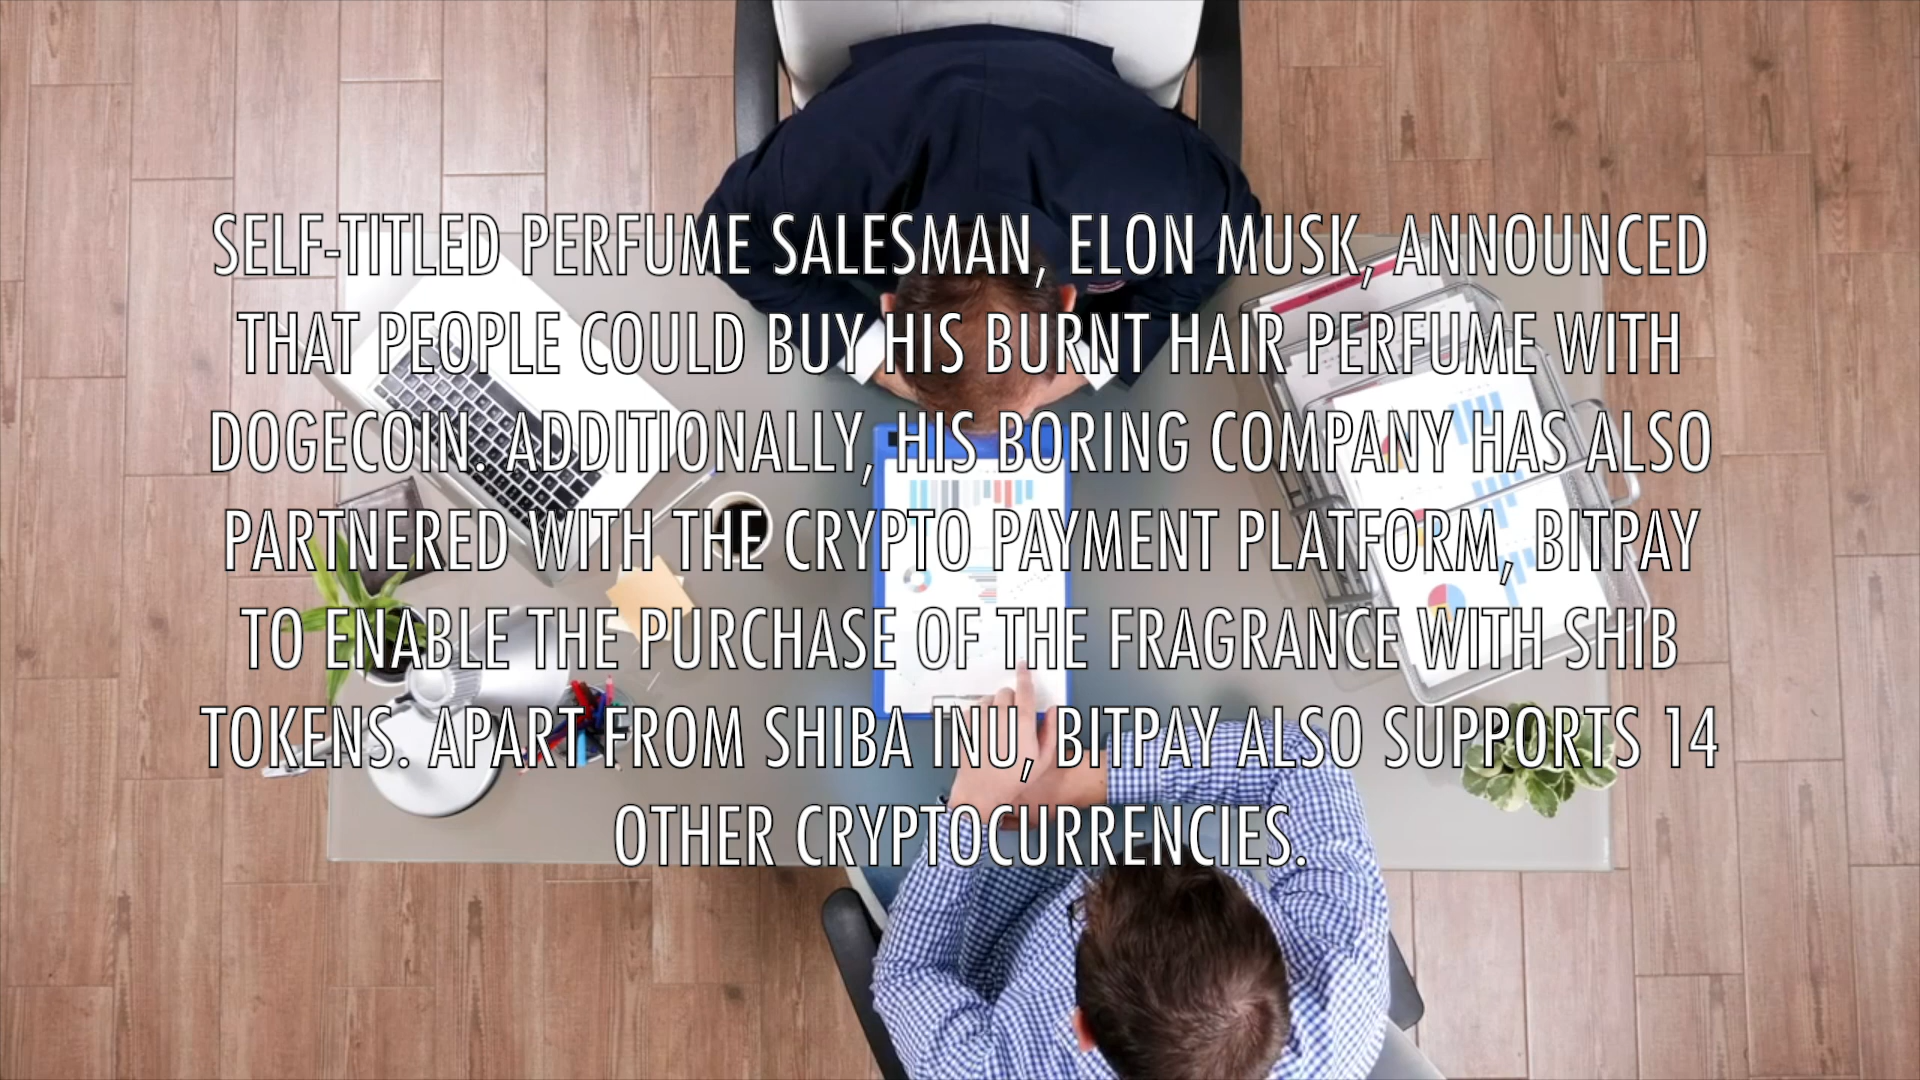 SELF-TITLED PERFUME SALESMAN, ELON MUSK, ANNOUNCED
THAT PEOPLE COULD BUY HIS BURNT HAIR PERFUME WITH
DOGECOIN. ADDITIONALLY, HIS BORING COMPANY HAS ALSO
PARTNERED WITH THE CRYPTO PAYMENT PLATFORM, BITPAY
TO ENABLE THE PURCHASE OF THE FRAGRANCE WITH SHIB
TOKENS. APART FROM SHIBA INU, BITPAY ALSO SUPPORTS 14
OTHER CRYPTOCURRENCIES.